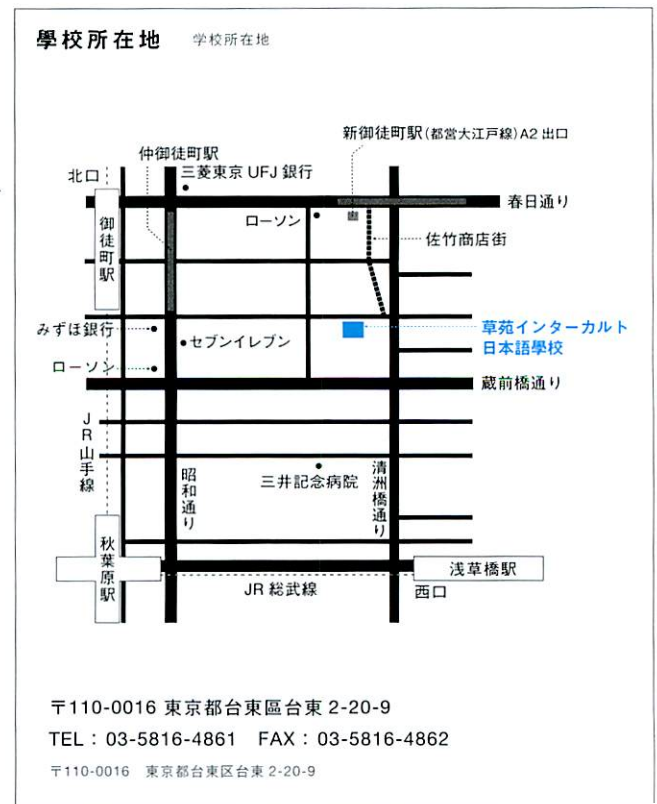 學校所在地 学校所在地
新御徒町駅(都営大江戸線)A2 出口
仲御徒町駅
三菱東京 UFJ 銀行
北口
春日通り
ローソン
御徒町駅
佐竹商店街
みずほ銀行
セブンイレブン
草苑インターカルト
日本語學校
ローソン
蔵前橋通り
JR山手線
昭和通り
三井記念病院
清洲橋通り
秋葉原駅
浅草橋駅
JR 総武線
西口
〒110-0016 東京都台東區台東 2-20-9
TEL：03-5816-4861 FAX：03-5816-4862
〒110-0016 東京都台東区台東 2-20-9